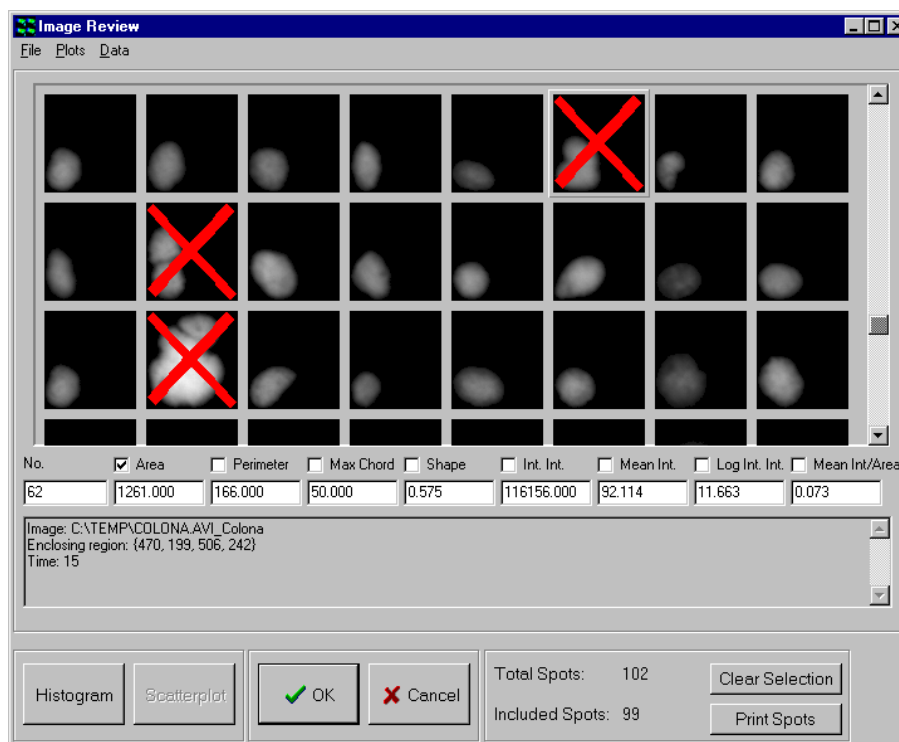 Image Review
File Plots Data
No. Area Perimeter Max Chord Shape Int. Int. Mean Int. Log Int. Int. Mean Int/Area
62 1261.000 166.000 50.000 0.575 116156.000 92.114 11.663 0.073
Image: C:\TEMP\COLONA.AVI_Colona
Enclosing region: {470, 199, 506, 242}
Time: 15
Histogram Scatterplot OK Cancel
Total Spots: 102
Clear Selection
Included Spots: 99
Print Spots